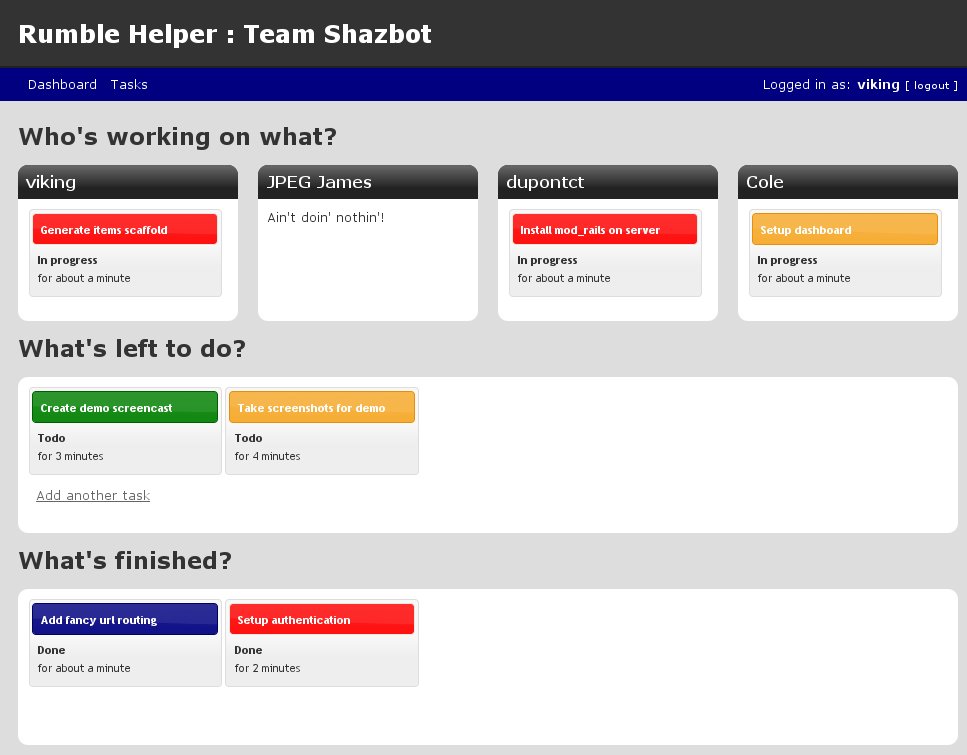 Rumble Helper : Team Shazbot
Dashboard Tasks Logged in as: viking [ logout ]
Who's working on what?
viking
Generate items scaffold
In progress
for about a minute
JPEG James
Ain't doin' nothin'!
dupontct
Install mod_rails on server
In progress
for about a minute
Cole
Setup dashboard
In progress
for about a minute
What's left to do?
Create demo screencast
Todo
for 3 minutes
Take screenshots for demo
Todo
for 4 minutes
Add another task
What's finished?
Add fancy url routing
Done
for about a minute
Setup authentication
Done
for 2 minutes